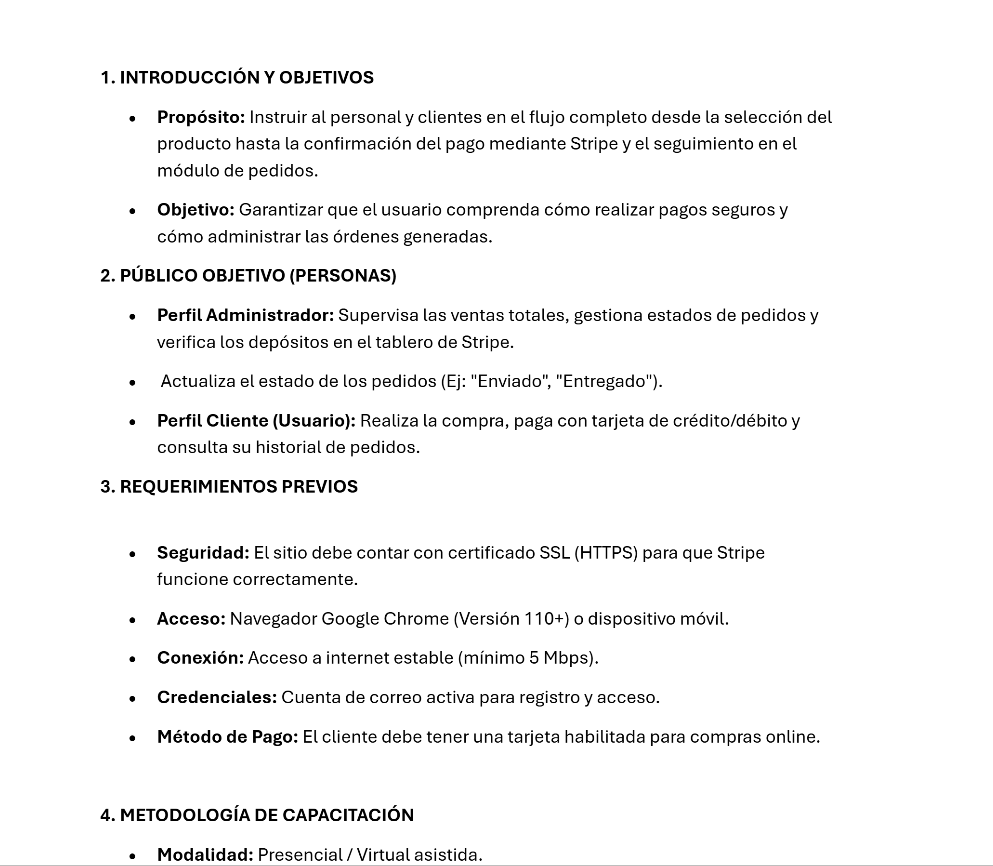 1. INTRODUCCIÓN Y OBJETIVOS
• Propósito: Instruir al personal y clientes en el flujo completo desde la selección del
producto hasta la confirmación del pago mediante Stripe y el seguimiento en el
módulo de pedidos.
• Objetivo: Garantizar que el usuario comprenda cómo realizar pagos seguros y
cómo administrar las órdenes generadas.
2. PÚBLICO OBJETIVO (PERSONAS)
• Perfil Administrador: Supervisa las ventas totales, gestiona estados de pedidos y
verifica los depósitos en el tablero de Stripe.
• Actualiza el estado de los pedidos (Ej: "Enviado", "Entregado").
• Perfil Cliente (Usuario): Realiza la compra, paga con tarjeta de crédito/débito y
consulta su historial de pedidos.
3. REQUERIMIENTOS PREVIOS
• Seguridad: El sitio debe contar con certificado SSL (HTTPS) para que Stripe
funcione correctamente.
• Acceso: Navegador Google Chrome (Versión 110+) o dispositivo móvil.
• Conexión: Acceso a internet estable (mínimo 5 Mbps).
• Credenciales: Cuenta de correo activa para registro y acceso.
• Método de Pago: El cliente debe tener una tarjeta habilitada para compras online.
4. METODOLOGÍA DE CAPACITACIÓN
• Modalidad: Presencial / Virtual asistida.